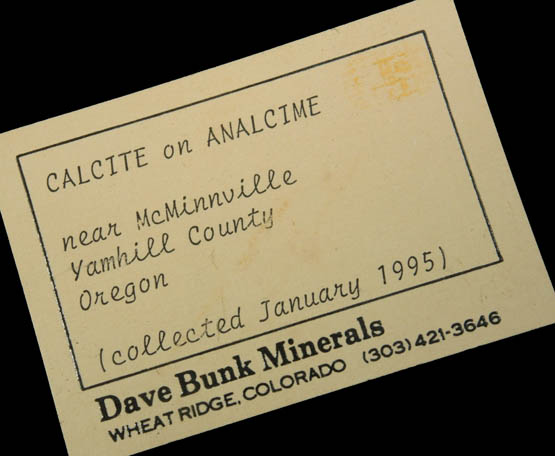 CALCITE on ANALCIME
near McMinnville
Yamhill County
Oregon
(collected January 1995)
Dave Bunk Minerals
WHEAT RIDGE, COLORADO (303) 421-3646